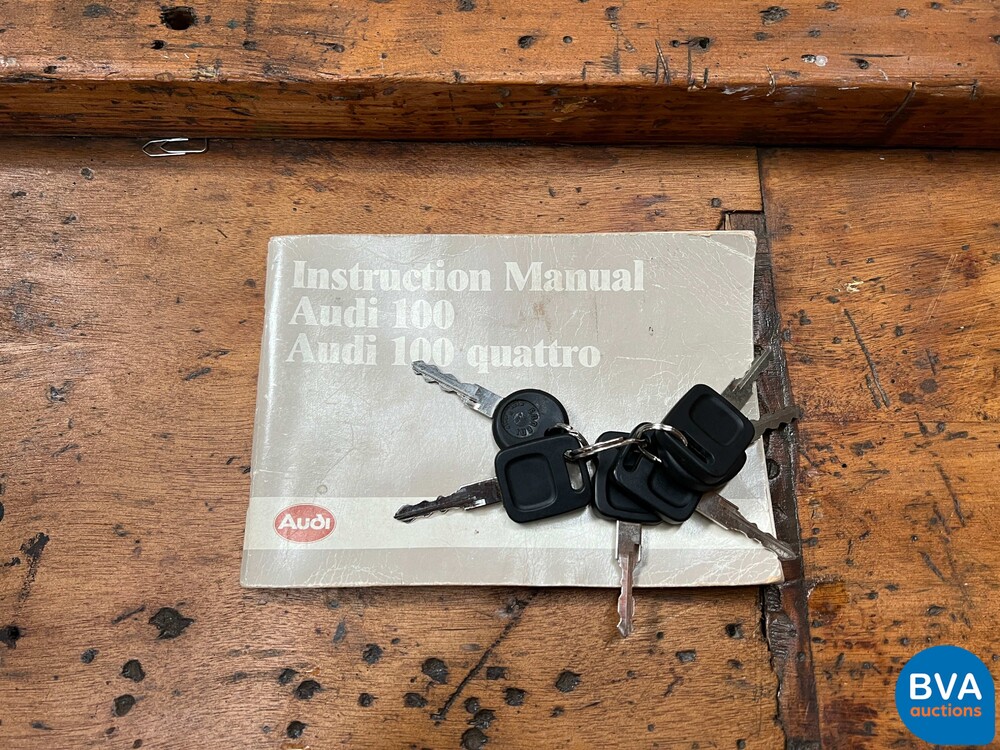 Instruction Manual
Audi 100
Audi 100 quattro
Audi
BVA
auctions